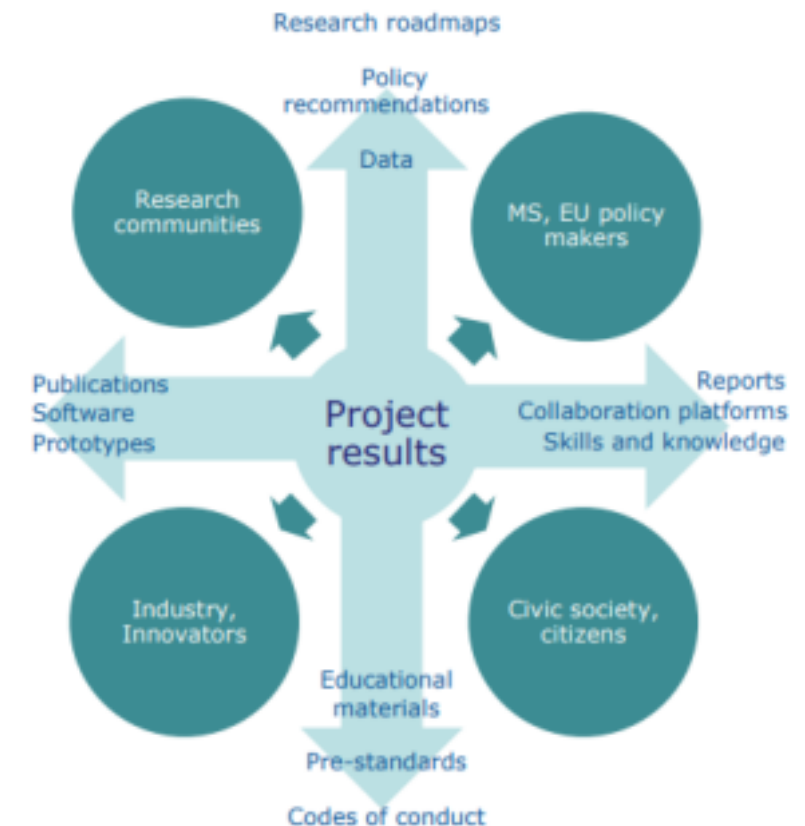 Research roadmaps
Policy
recommendations
Data
Research
communities
MS, EU policy
makers
Publications
Software
Prototypes
Project
results
Reports
Collaboration platforms
Skills and knowledge
Industry,
Innovators
Civic society,
citizens
Educational
materials
Pre-standards
Codes of conduct